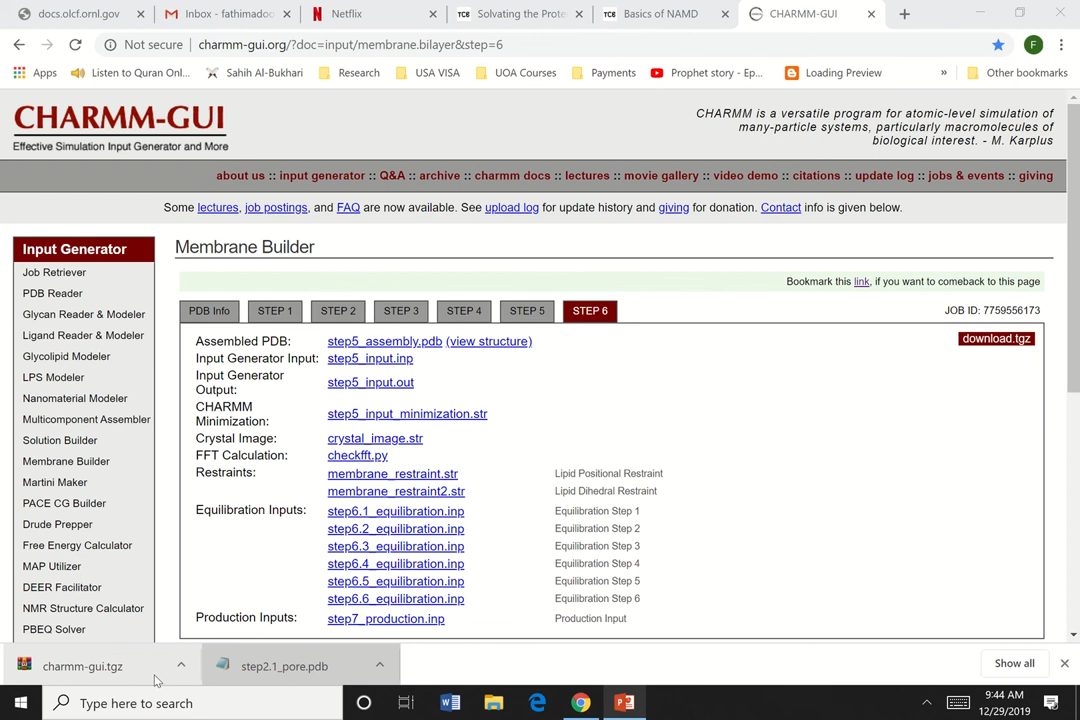 docs.olcf.ornl.gov
Inbox - fathimadoo
Netflix
TCB Solvating the Prote
TCB Basics of NAMD
CHARMM-GUI
Not secure | charmm-gui.org/?doc=input/membrane.bilayer&step=6
F
Apps
Listen to Quran Onl...
Sahih Al-Bukhari
Research
USA VISA
UOA Courses
Payments
Prophet story - Ep...
Loading Preview
»
Other bookmarks
CHARMM-GUI
Effective Simulation Input Generator and More
CHARMM is a versatile program for atomic-level simulation of
many-particle systems, particularly macromolecules of
biological interest. - M. Karplus
about us :: input generator :: Q&A :: archive :: charmm docs :: lectures :: movie gallery :: video demo :: citations :: update log :: jobs & events :: giving
Some lectures, job postings, and FAQ are now available. See upload log for update history and giving for donation. Contact info is given below.
Input Generator
Job Retriever
PDB Reader
Glycan Reader & Modeler
Ligand Reader & Modeler
Glycolipid Modeler
LPS Modeler
Nanomaterial Modeler
Multicomponent Assembler
Solution Builder
Membrane Builder
Martini Maker
PACE CG Builder
Drude Prepper
Free Energy Calculator
MAP Utilizer
DEER Facilitator
NMR Structure Calculator
PBEQ Solver
Membrane Builder
Bookmark this link, if you want to comeback to this page
PDB Info
STEP 1
STEP 2
STEP 3
STEP 4
STEP 5
STEP 6
JOB ID: 7759556173
download.tgz
Assembled PDB: step5_assembly.pdb (view structure)
Input Generator Input: step5_input.inp
Input Generator
Output: step5_input.out
CHARMM
Minimization: step5_input_minimization.str
Crystal Image: crystal_image.str
FFT Calculation: checkfft.py
Restraints: membrane_restraint.str Lipid Positional Restraint
membrane_restraint2.str Lipid Dihedral Restraint
Equilibration Inputs: step6.1_equilibration.inp Equilibration Step 1
step6.2_equilibration.inp Equilibration Step 2
step6.3_equilibration.inp Equilibration Step 3
step6.4_equilibration.inp Equilibration Step 4
step6.5_equilibration.inp Equilibration Step 5
step6.6_equilibration.inp Equilibration Step 6
Production Inputs: step7_production.inp Production Input
charmm-gui.tgz
step2.1_pore.pdb
Show all
Type here to search
9:44 AM
12/29/2019